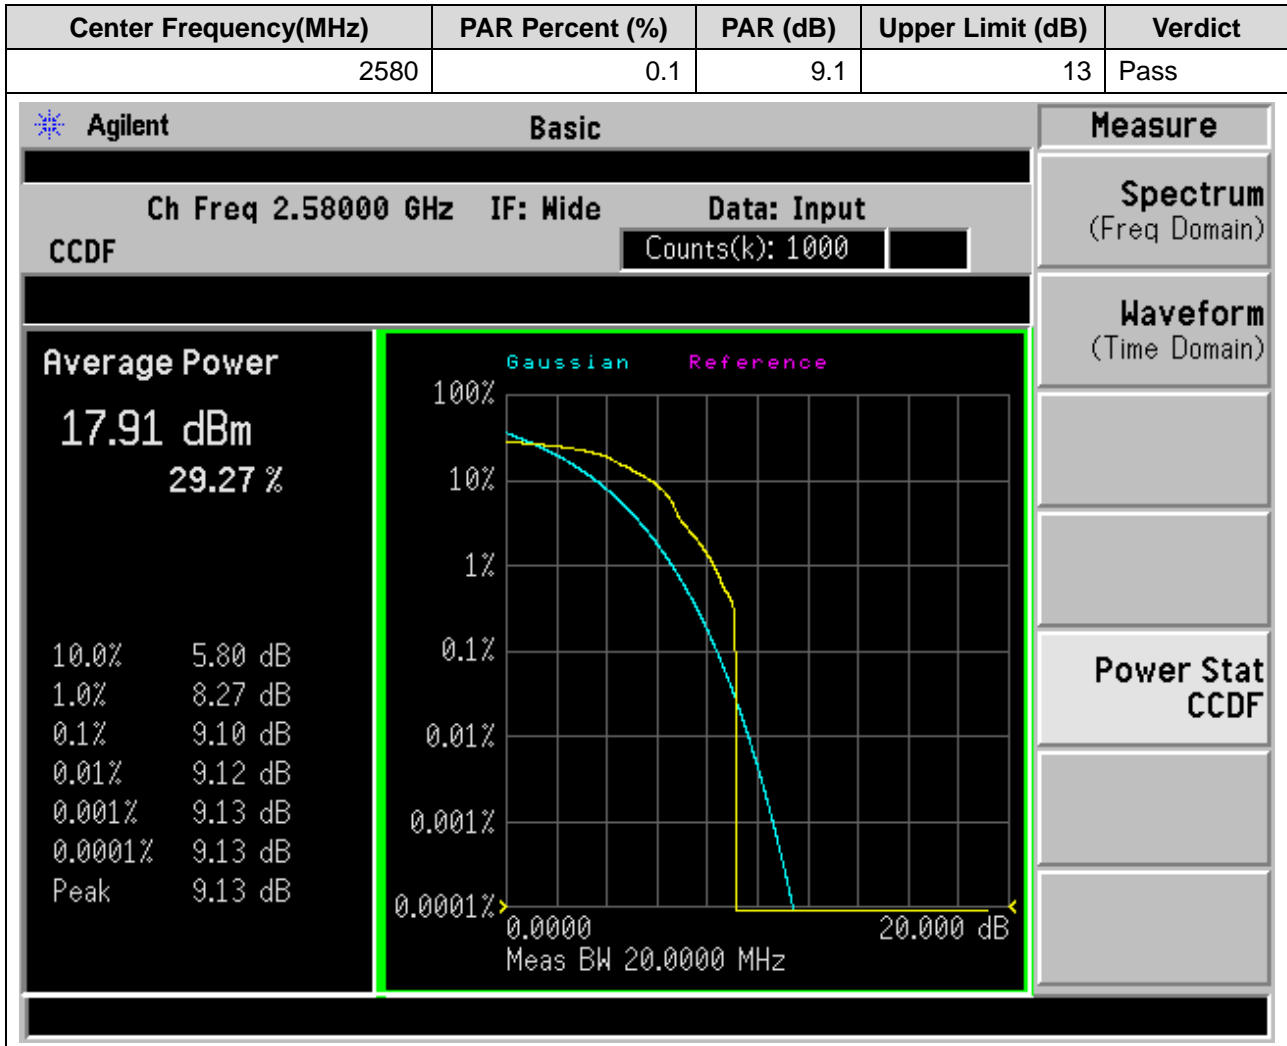 Center Frequency(MHz) PAR Percent (%) PAR (dB) Upper Limit (dB) Verdict
2580 0.1 9.1 13 Pass
Agilent Basic Measure
Ch Freq 2.58000 GHz IF: Wide Data: Input
CCDF Counts(k): 1000
Spectrum
(Freq Domain)
Waveform
(Time Domain)
Power Stat
CCDF
Average Power
17.91 dBm
29.27 %
10.0% 5.80 dB
1.0% 8.27 dB
0.1% 9.10 dB
0.01% 9.12 dB
0.001% 9.13 dB
0.0001% 9.13 dB
Peak 9.13 dB
Gaussian Reference
100%
10%
1%
0.1%
0.01%
0.001%
0.0001%
0.0000 20.000 dB
Meas BW 20.0000 MHz